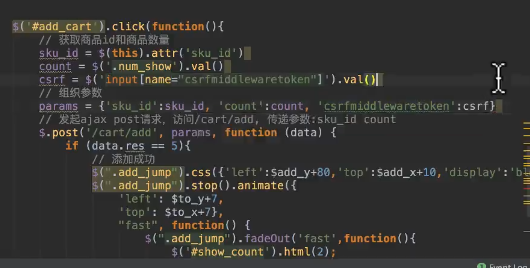 $('#add_cart').click(function(){
// 获取商品id和商品数量
sku_id = $(this).attr('sku_id')
count = $('.num_show').val()
csrf = $('input[name="csrfmiddlewaretoken"]').val()
// 组织参数
params = {'sku_id':sku_id, 'count':count, 'csrfmiddlewaretoken':csrf}
// 发起ajax post请求，访问/cart/add, 传递参数:sku_id count
$.post('/cart/add', params, function (data) {
if (data.res == 5){
// 添加成功
$(".add_jump").css({'left':$add_y+80,'top':$add_x+10,'display':'bl
$(".add_jump").stop().animate({
'left': $to_y+7,
'top': $to_x+7},
"fast", function() {
$(".add_jump").fadeOut('fast',function(){
$('#show_count').html(2);
Event Log